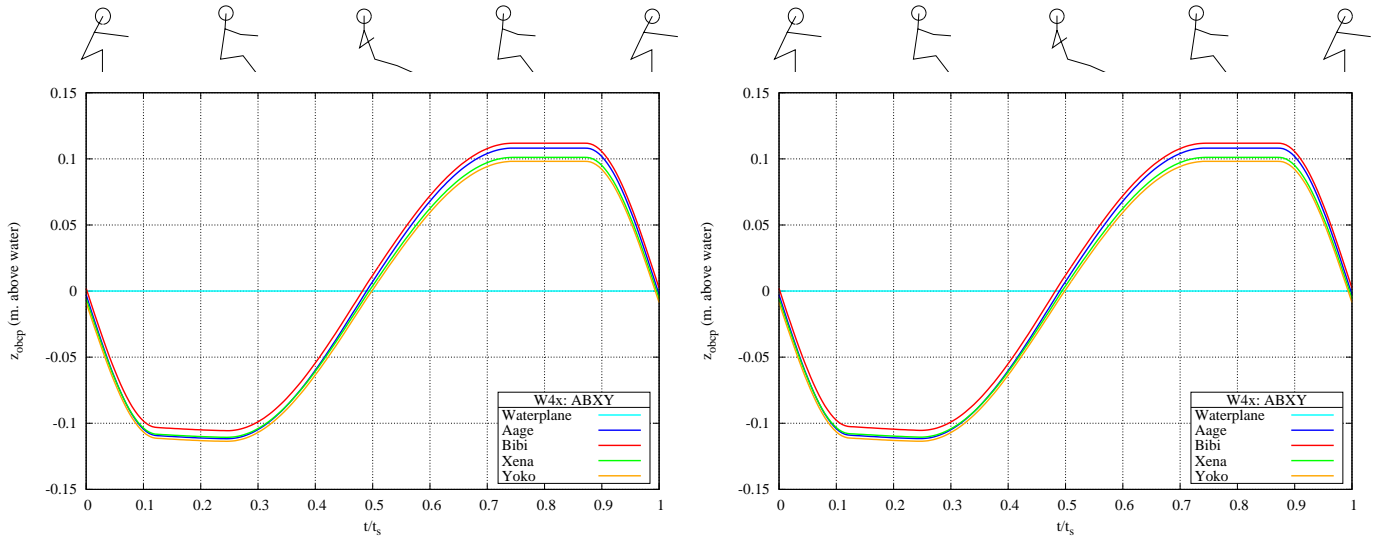 0.15
0.1
0.05
0
-0.05
-0.1
-0.15
z_obcp (m. above water)
0 0.1 0.2 0.3 0.4 0.5 0.6 0.7 0.8 0.9 1
t/t_s
W4x: ABXY
Waterplane
Aage
Bibi
Xena
Yoko
0.15
0.1
0.05
0
-0.05
-0.1
-0.15
z_obcp (m. above water)
0 0.1 0.2 0.3 0.4 0.5 0.6 0.7 0.8 0.9 1
t/t_s
W4x: ABXY
Waterplane
Aage
Bibi
Xena
Yoko